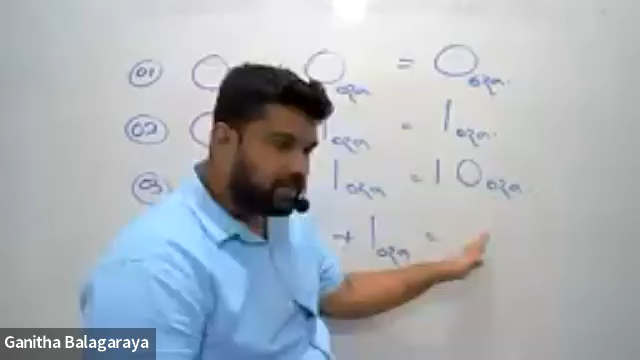 01 0 0දෙක = 0දෙක.
02 1දෙක = 1දෙක.
03 1දෙක = 10දෙක.
+ 1දෙක =
Ganitha Balagaraya